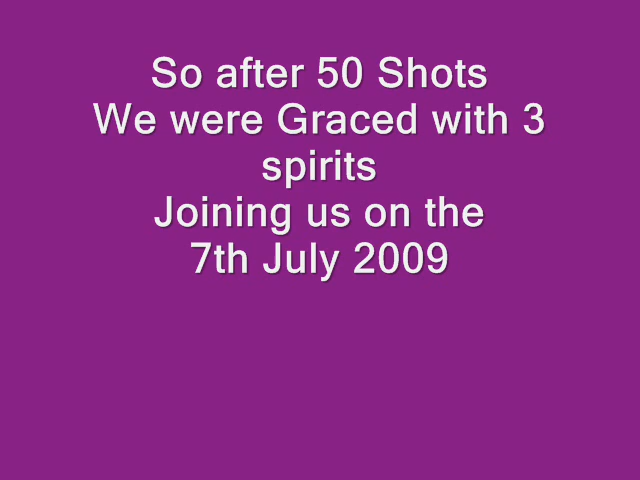 So after 50 Shots
We were Graced with 3
spirits
Joining us on the
7th July 2009